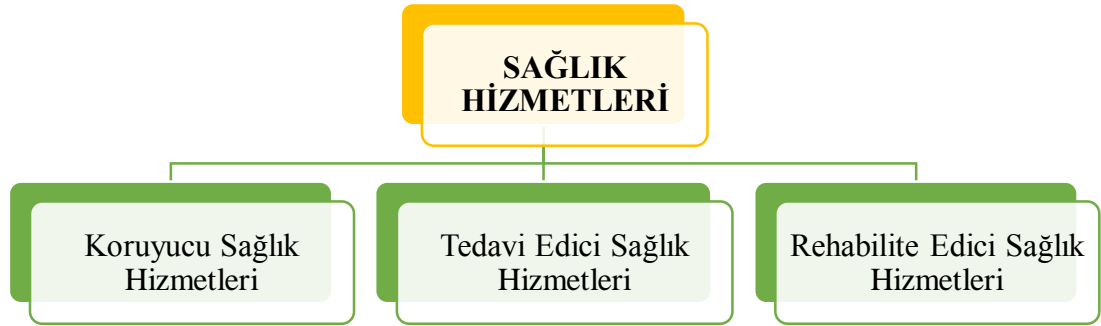 SAĞLIK
HİZMETLERİ
Koruyucu Sağlık
Hizmetleri
Tedavi Edici Sağlık
Hizmetleri
Rehabilite Edici Sağlık
Hizmetleri